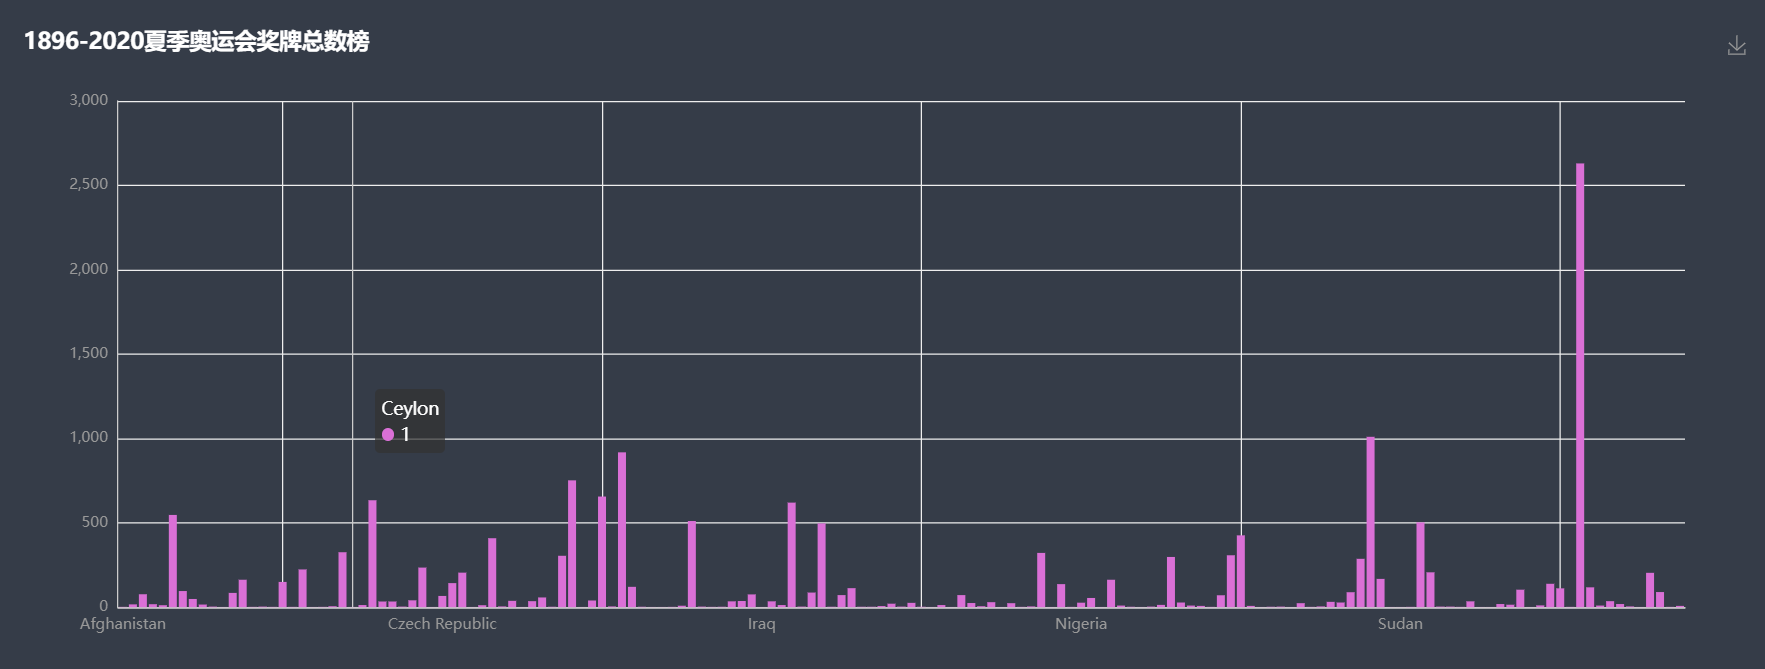 1896-2020夏季奥运会奖牌总数榜
3,000
2,500
2,000
1,500
Ceylon
1
1,000
500
0
Afghanistan Czech Republic Iraq Nigeria Sudan